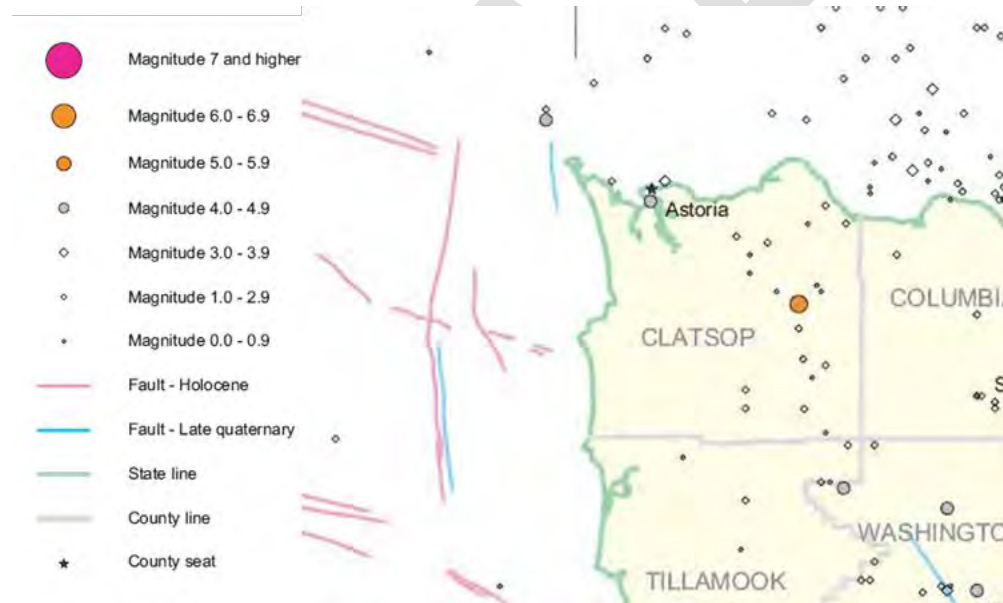 Magnitude 7 and higher
Magnitude 6.0 - 6.9
Magnitude 5.0 - 5.9
Magnitude 4.0 - 4.9
Magnitude 3.0 - 3.9
Magnitude 1.0 - 2.9
Magnitude 0.0 - 0.9
Fault - Holocene
Fault - Late quaternary
State line
County line
County seat
Astoria
COLUMBI
CLATSOP
S
WASHINGTO
TILLAMOOK